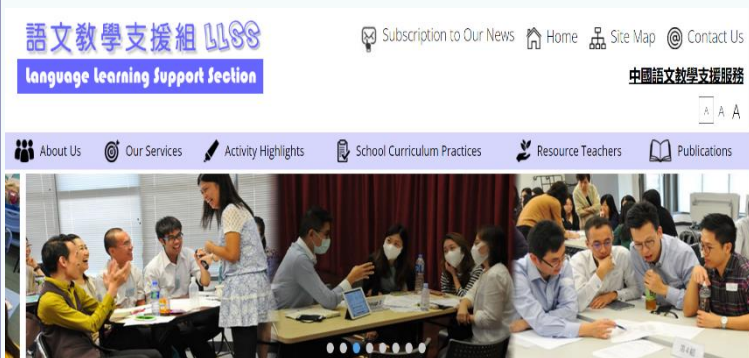 語文教學支援組 LLSS
Language Learning Support Section
Subscription to Our News Home Site Map Contact Us
中國語文教學支援服務
A A A
About Us Our Services Activity Highlights School Curriculum Practices Resource Teachers Publications